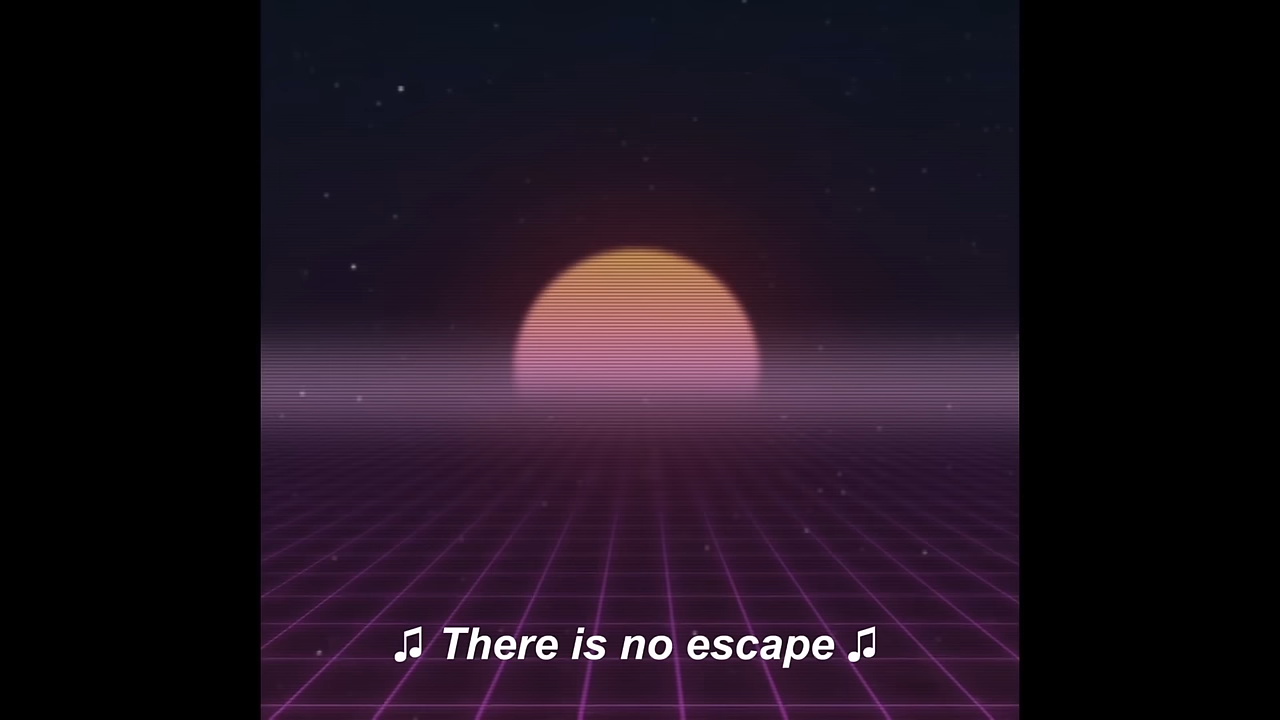 ♫ There is no escape ♫